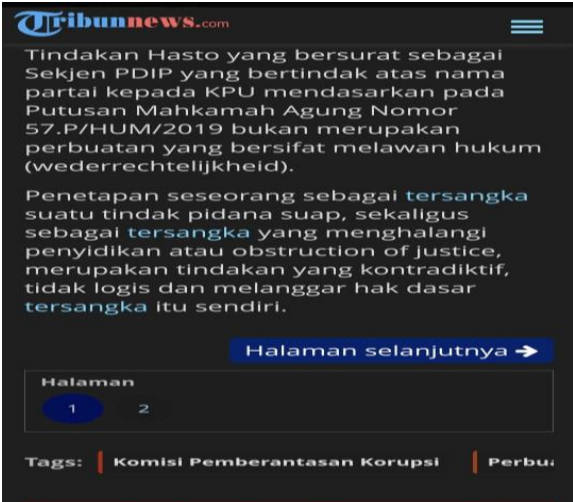 Tribunnews.com
Tindakan Hasto yang bersurat sebagai
Sekjen PDIP yang bertindak atas nama
partai kepada KPU mendasarkan pada
Putusan Mahkamah Agung Nomor
57.P/HUM/2019 bukan merupakan
perbuatan yang bersifat melawan hukum
(wederrechtelijkheid).
Penetapan seseorang sebagai tersangka
suatu tindak pidana suap, sekaligus
sebagai tersangka yang menghalangi
penyidikan atau obstruction of justice,
merupakan tindakan yang kontradiktif,
tidak logis dan melanggar hak dasar
tersangka itu sendiri.
Halaman selanjutnya →
Halaman
1 2
Tags: Komisi Pemberantasan Korupsi